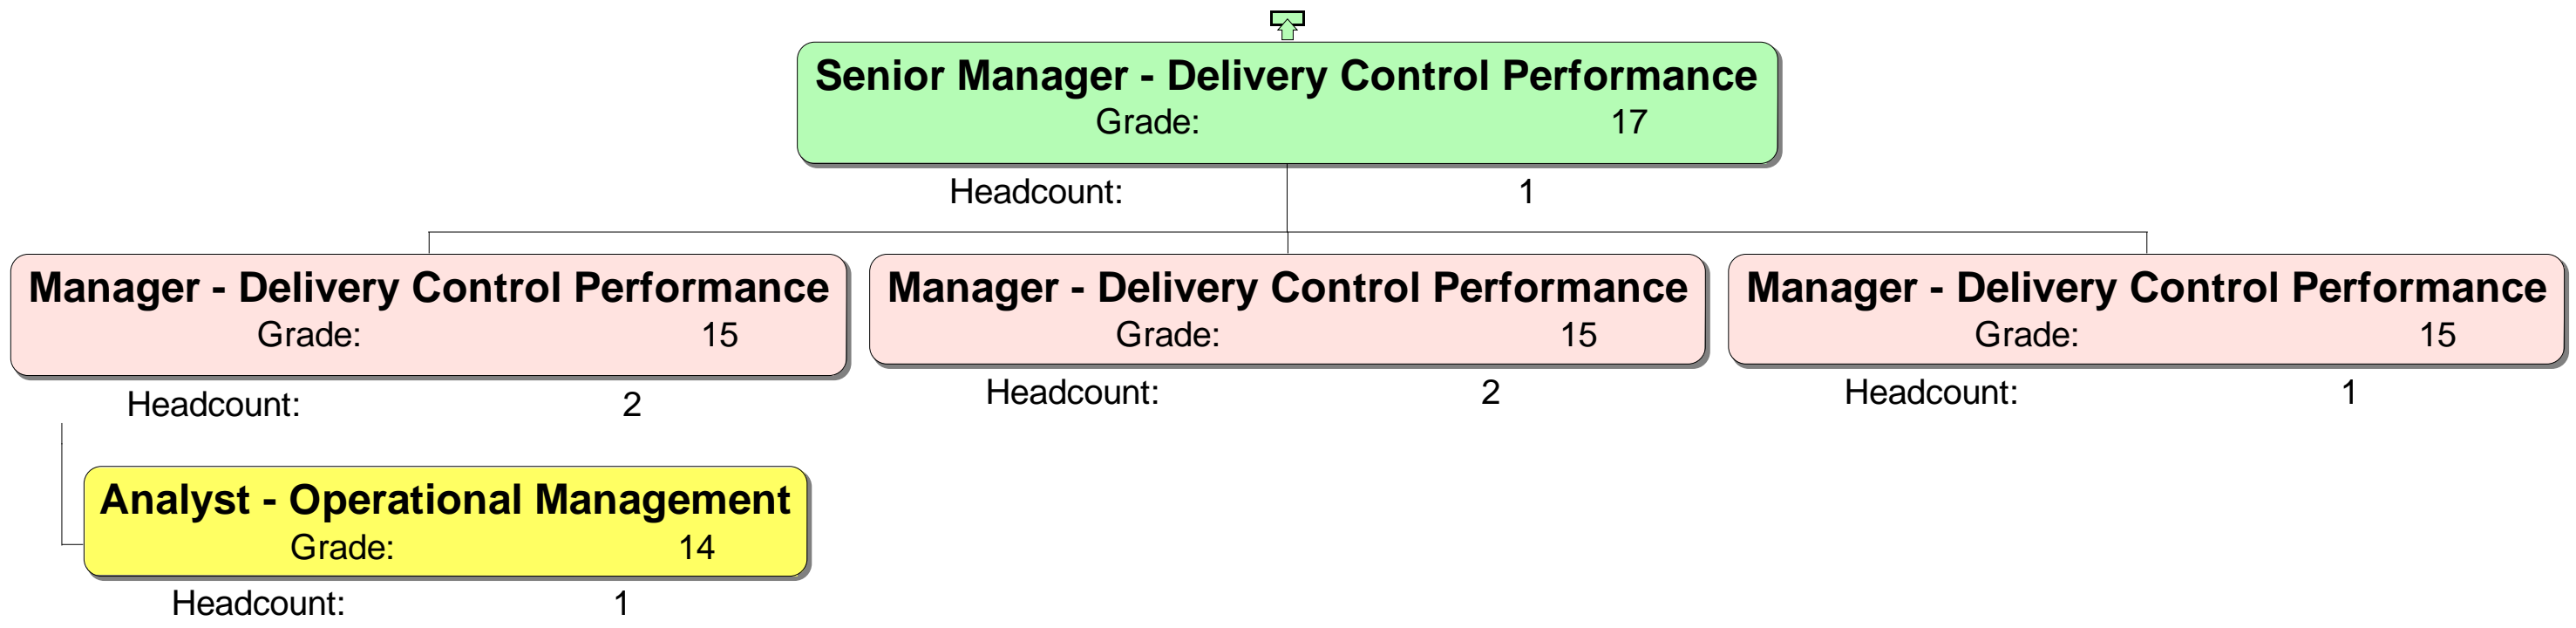 Senior Manager - Delivery Control Performance
Grade: 17
Headcount: 1
Manager - Delivery Control Performance
Grade: 15
Headcount: 2
Manager - Delivery Control Performance
Grade: 15
Headcount: 2
Manager - Delivery Control Performance
Grade: 15
Headcount: 1
Analyst - Operational Management
Grade: 14
Headcount: 1